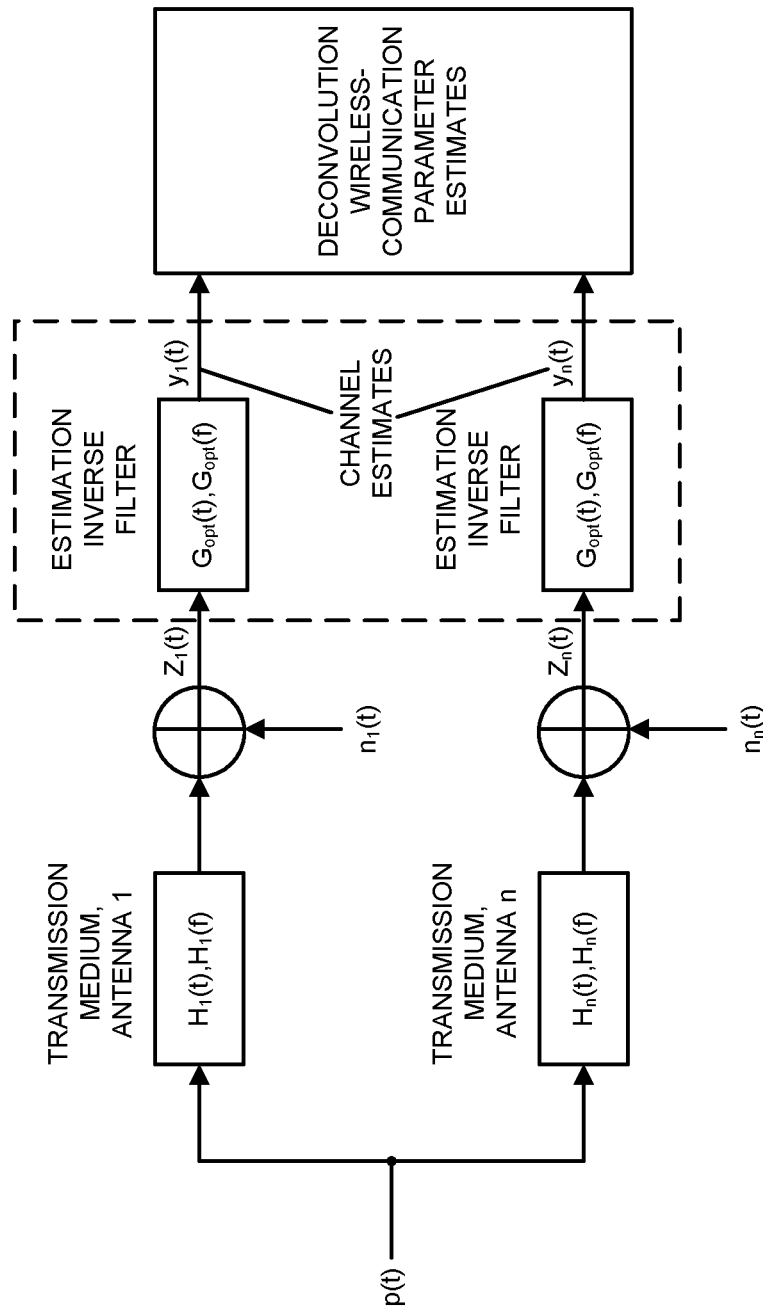 p(t)
TRANSMISSION
MEDIUM,
ANTENNA 1
H₁(t),H₁(f)
n₁(t)
Z₁(t)
ESTIMATION
INVERSE
FILTER
Gₒₚₜ(t),Gₒₚₜ(f)
y₁(t)
CHANNEL
ESTIMATES
TRANSMISSION
MEDIUM,
ANTENNA n
Hₙ(t),Hₙ(f)
nₙ(t)
Zₙ(t)
ESTIMATION
INVERSE
FILTER
Gₒₚₜ(t),Gₒₚₜ(f)
yₙ(t)
DECONVOLUTION
WIRELESS-
COMMUNICATION
PARAMETER
ESTIMATES